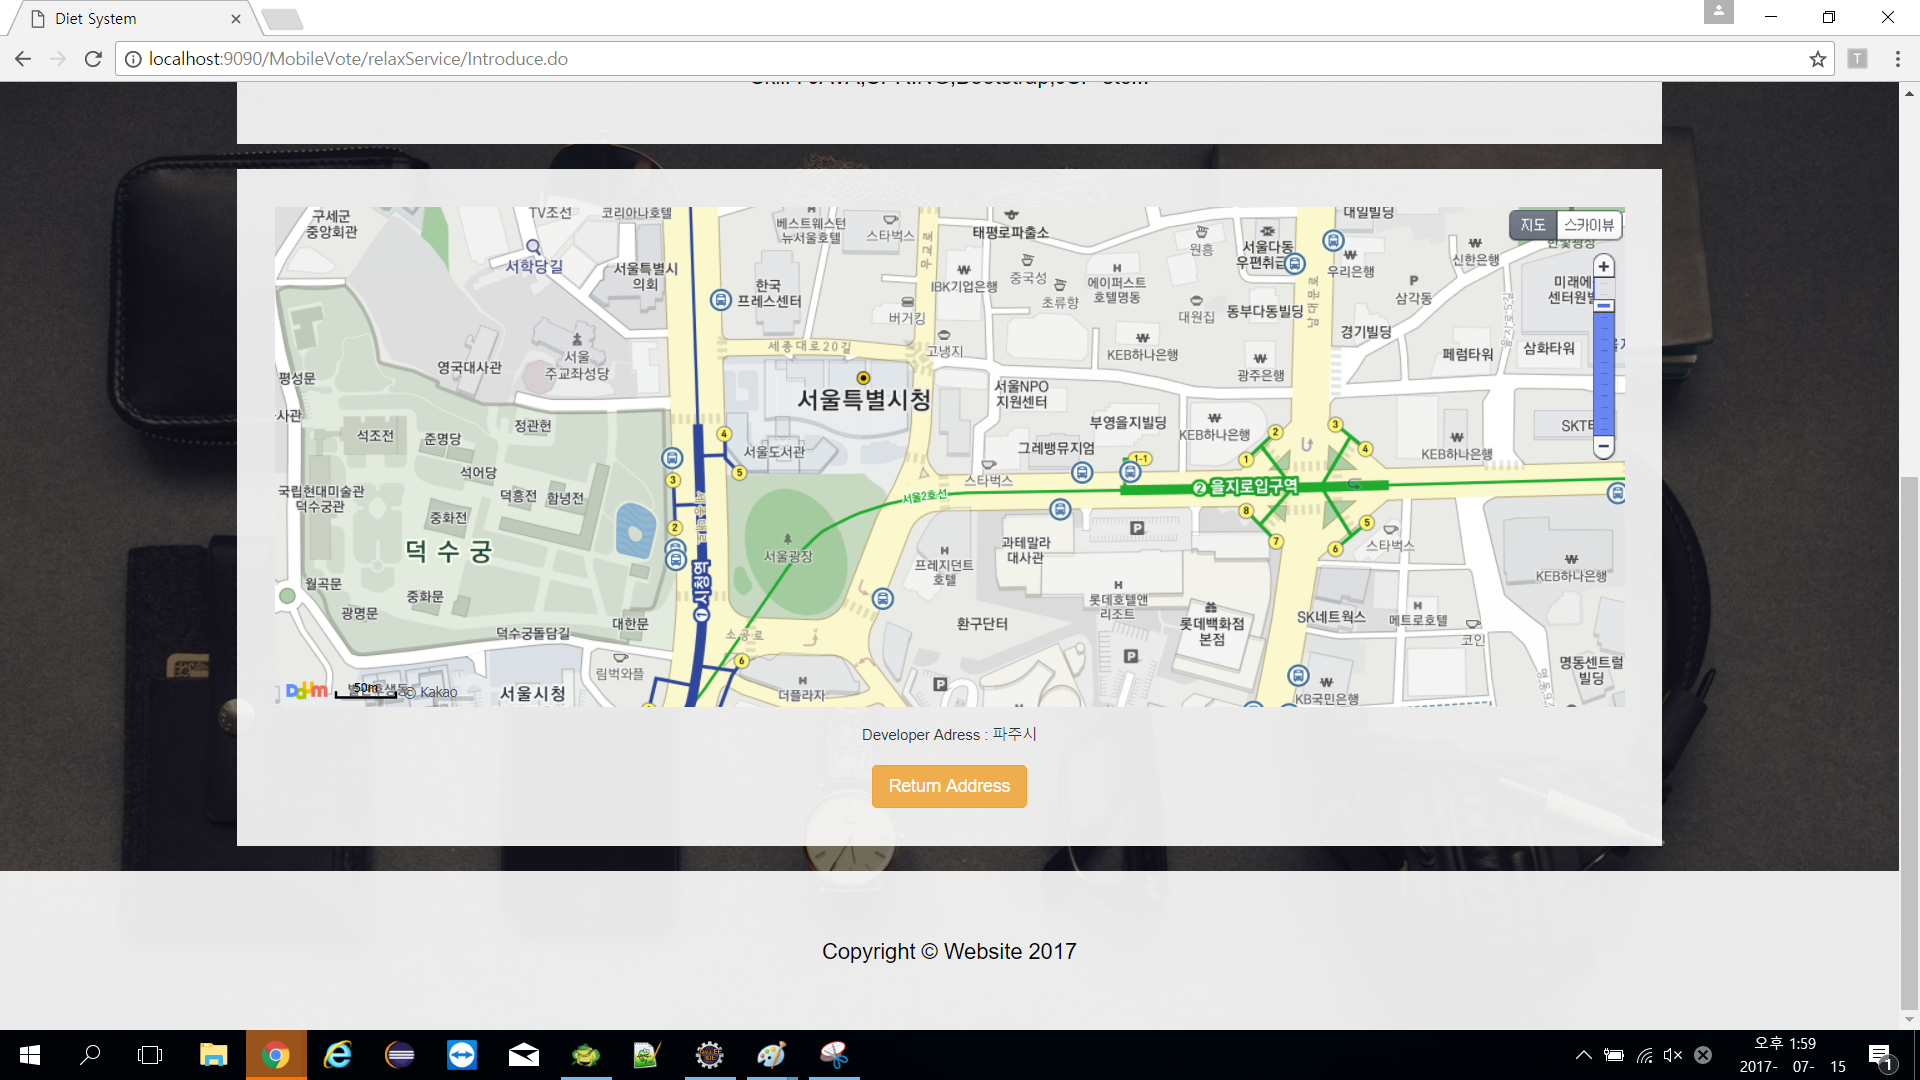 Diet System
localhost:9090/MobileVote/relaxService/Introduce.do
T
구세군
중앙회관
TV조선
코리아나호텔
베스트웨스턴
뉴서울호텔
스타벅스
무교로
태평로파출소
원흥
서울다동
우편취급
대일빌딩
우리은행
신한은행
지도
스카이뷰
서학당길
서울특별시
의회
한국
프레스센터
IBK기업은행
중국성
초류향
에이퍼스트
호텔명동
대원집
동부다동빌딩
남대문로
삼각동
미래에
센터원빌
버거킹
고냉지
세종대로20길
KEB하나은행
경기빌딩
페럼타워
삼화타워
영국대사관
서울
주교좌성당
평성문
서울특별시청
서울NPO
지원센터
광주은행
사관
석조전
준명당
정관헌
서울도서관
그레뱅뮤지엄
부영을지빌딩
KEB하나은행
KEB하나은행
SKT
석어당
국립현대미술관
덕수궁관
덕흥전
함녕전
중화전
스타벅스
서울2호선
1-1
2 을지로입구역
덕수궁
서울광장
1 시청역
과테말라
대사관
프레지던트
호텔
스타벅스
KEB하나은행
월곡문
중화문
광명문
덕수궁돌담길
대한문
소공로
환구단터
롯데호텔앤
리조트
롯데백화점
본점
SK네트웍스
메트로호텔
코인
림벅와플
서울시청
더플라자
KB국민은행
명동센트럴
빌딩
Daum
50m
© Kakao
Developer Adress : 파주시
Return Address
Copyright © Website 2017
오후 1:59
2017- 07- 15
1